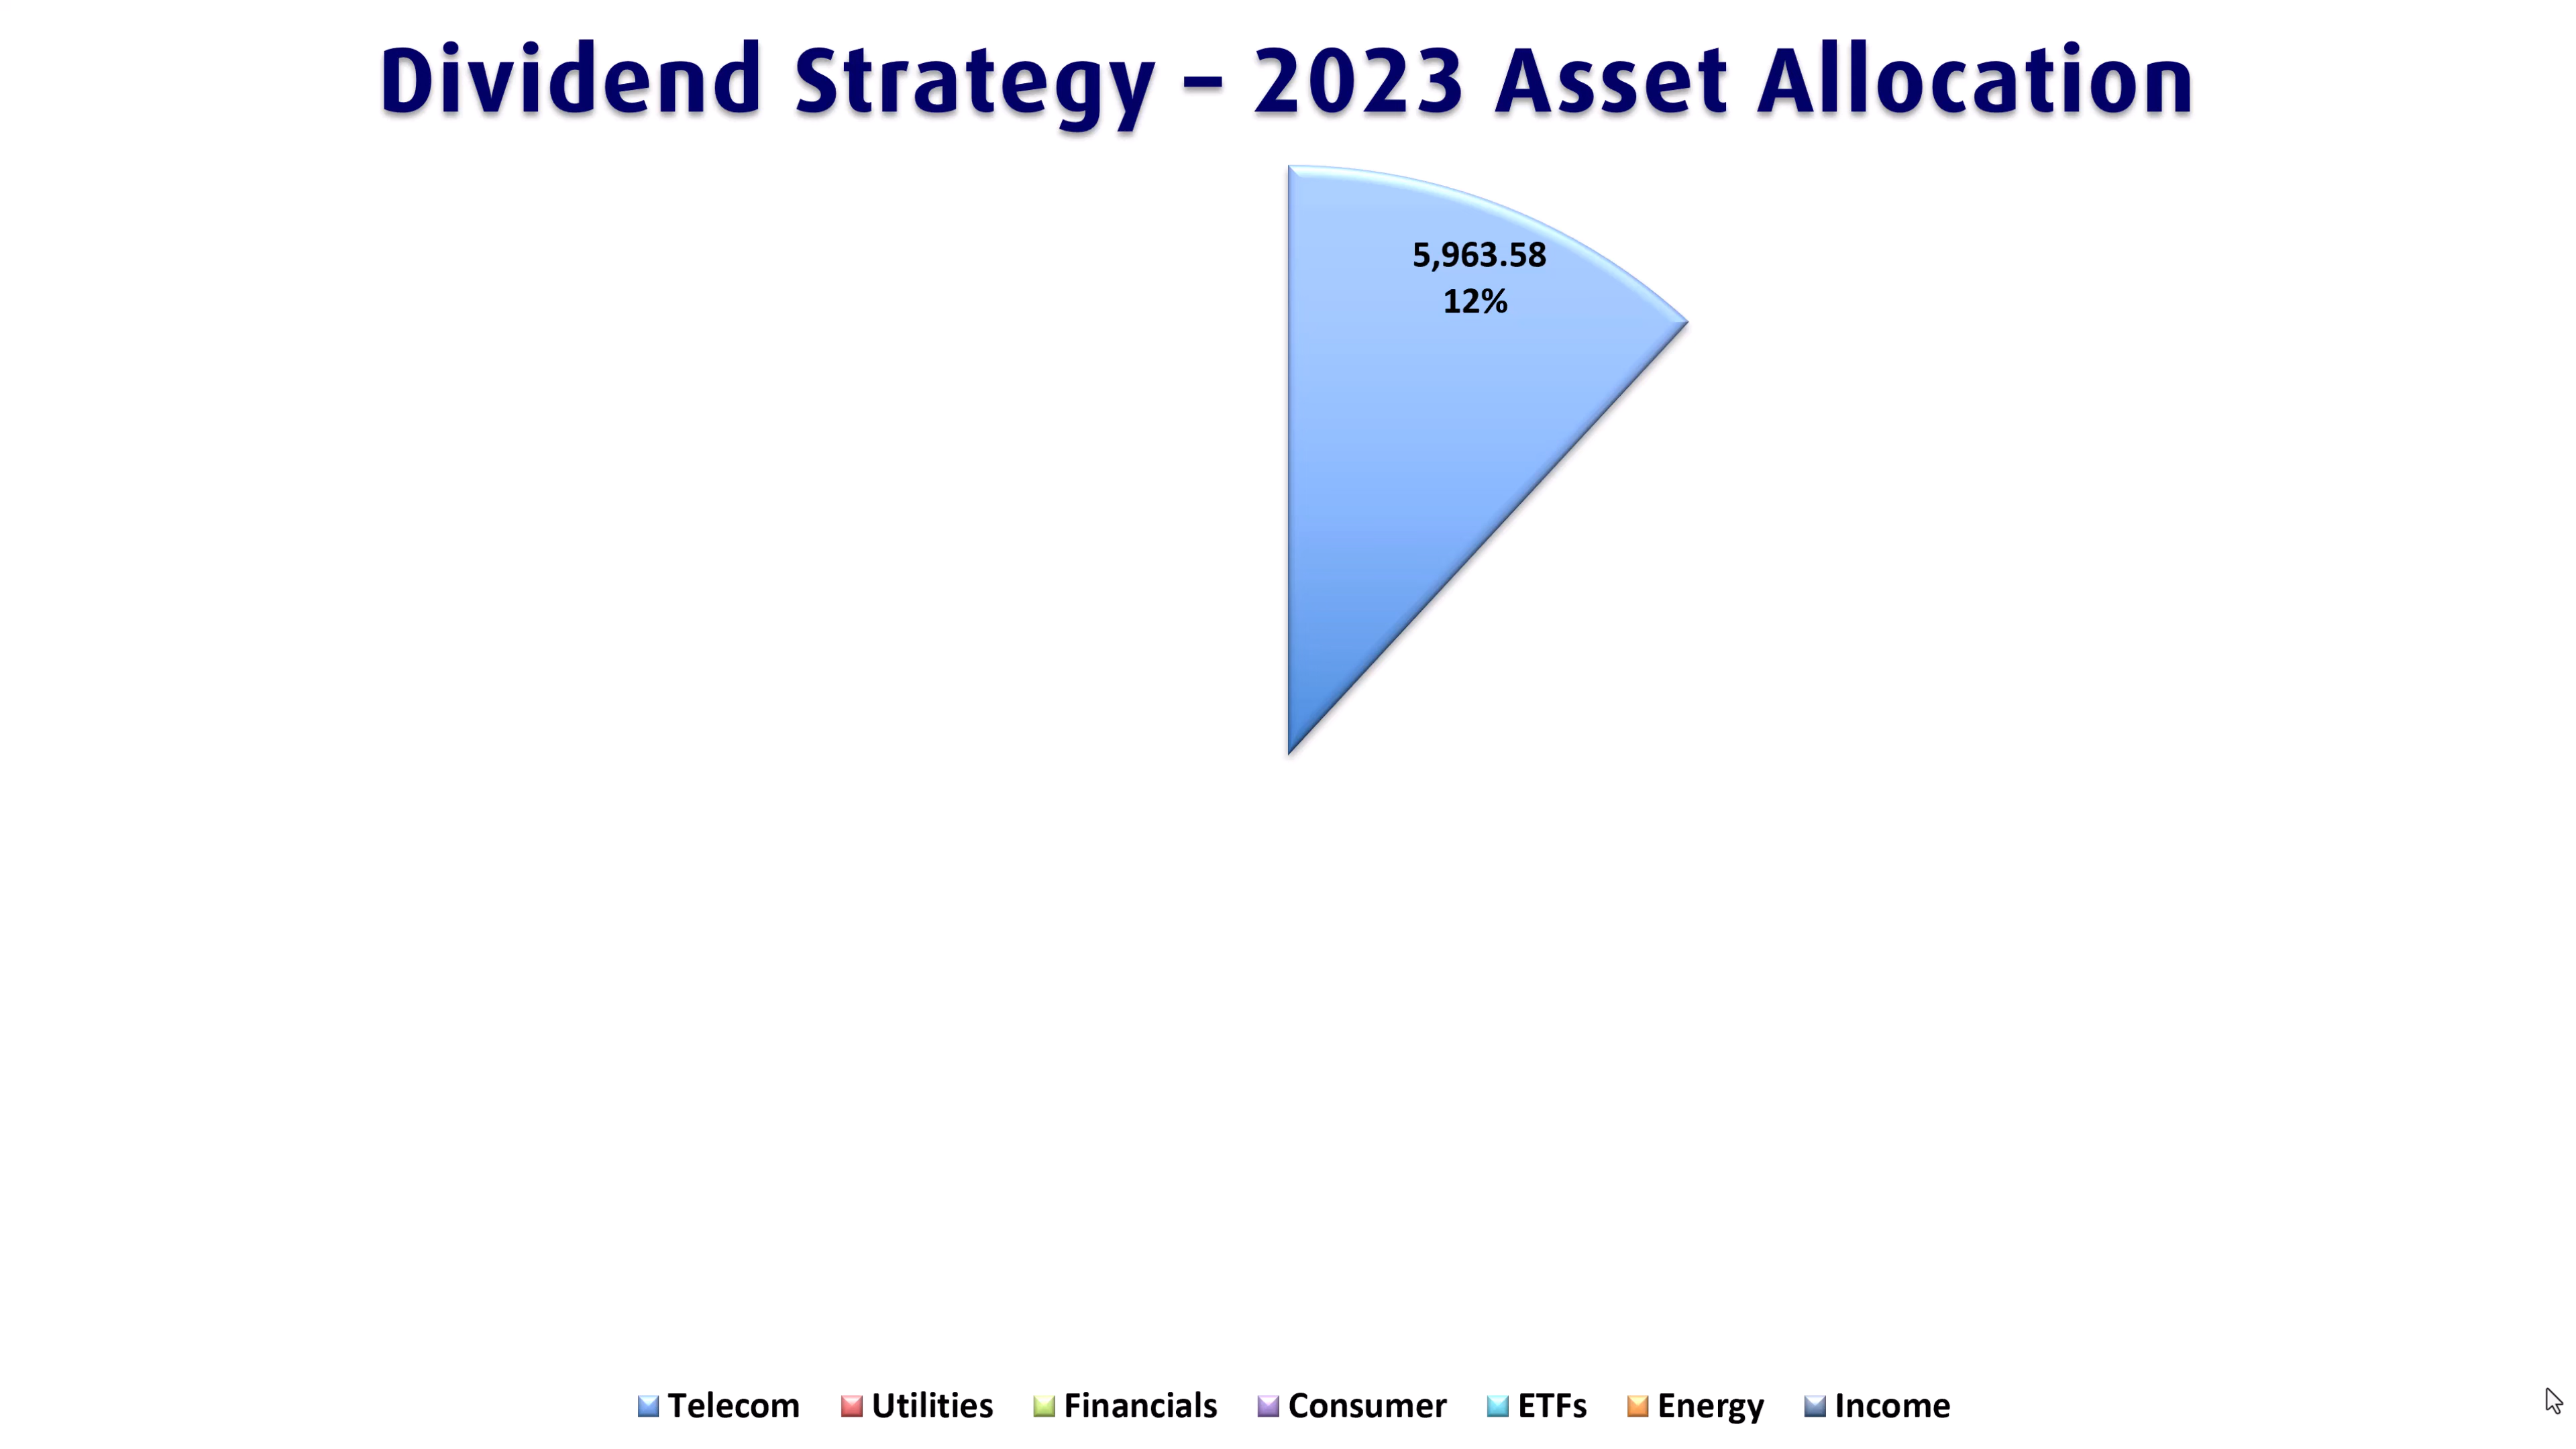 Dividend Strategy – 2023 Asset Allocation
5,963.58
12%
Telecom Utilities Financials Consumer ETFs Energy Income